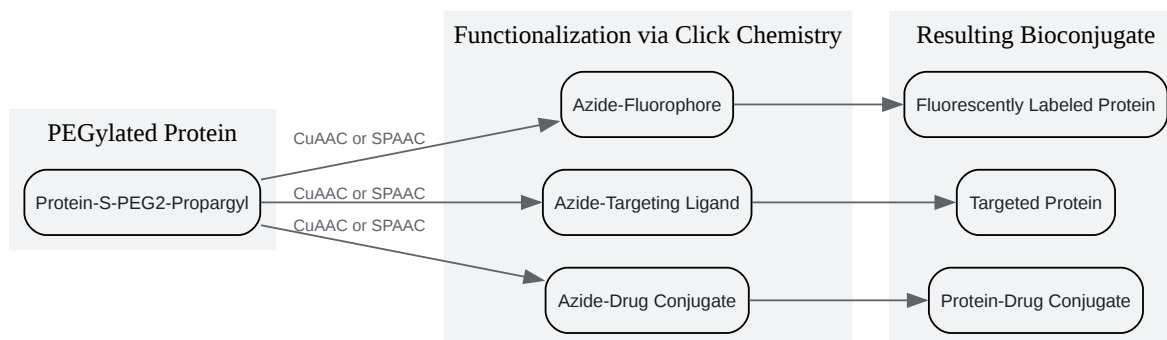 Functionalization via Click Chemistry
Resulting Bioconjugate
Azide-Fluorophore
Fluorescently Labeled Protein
PEGylated Protein
CuAAC or SPAAC
Protein-S-PEG2-Propargyl
CuAAC or SPAAC
Azide-Targeting Ligand
Targeted Protein
CuAAC or SPAAC
Azide-Drug Conjugate
Protein-Drug Conjugate